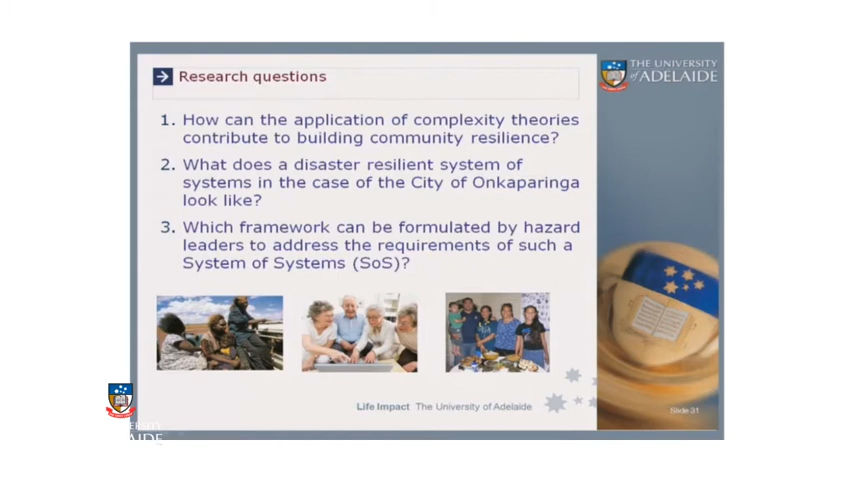 Research questions
THE UNIVERSITY
of ADELAIDE
1. How can the application of complexity theories
contribute to building community resilience?
2. What does a disaster resilient system of
systems in the case of the City of Onkaparinga
look like?
3. Which framework can be formulated by hazard
leaders to address the requirements of such a
System of Systems (SoS)?
Life Impact The University of Adelaide
Slide 31